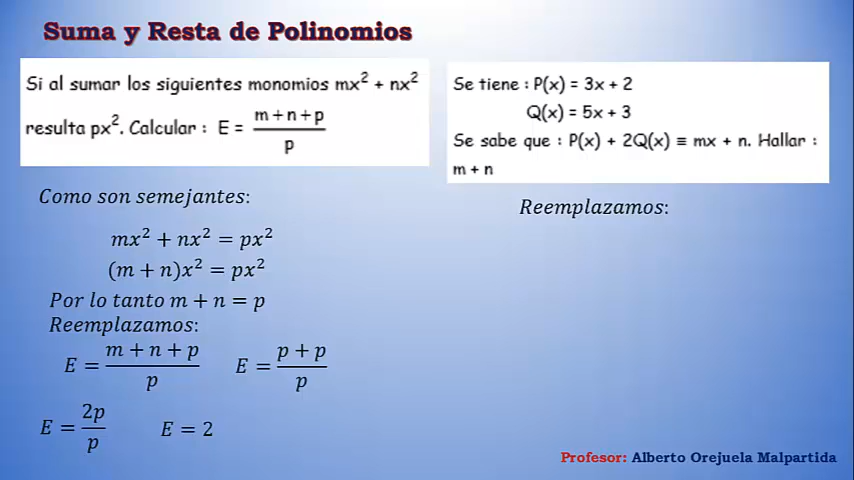 Suma y Resta de Polinomios
Si al sumar los siguientes monomios mx² + nx²
resulta px². Calcular : E = (m + n + p)/p
Se tiene : P(x) = 3x + 2
Q(x) = 5x + 3
Se sabe que : P(x) + 2Q(x) ≡ mx + n. Hallar :
m + n
Como son semejantes:
mx² + nx² = px²
(m + n)x² = px²
Por lo tanto m + n = p
Reemplazamos:
E = (m + n + p)/p E = (p + p)/p
E = 2p/p E = 2
Reemplazamos:
Profesor: Alberto Orejuela Malpartida